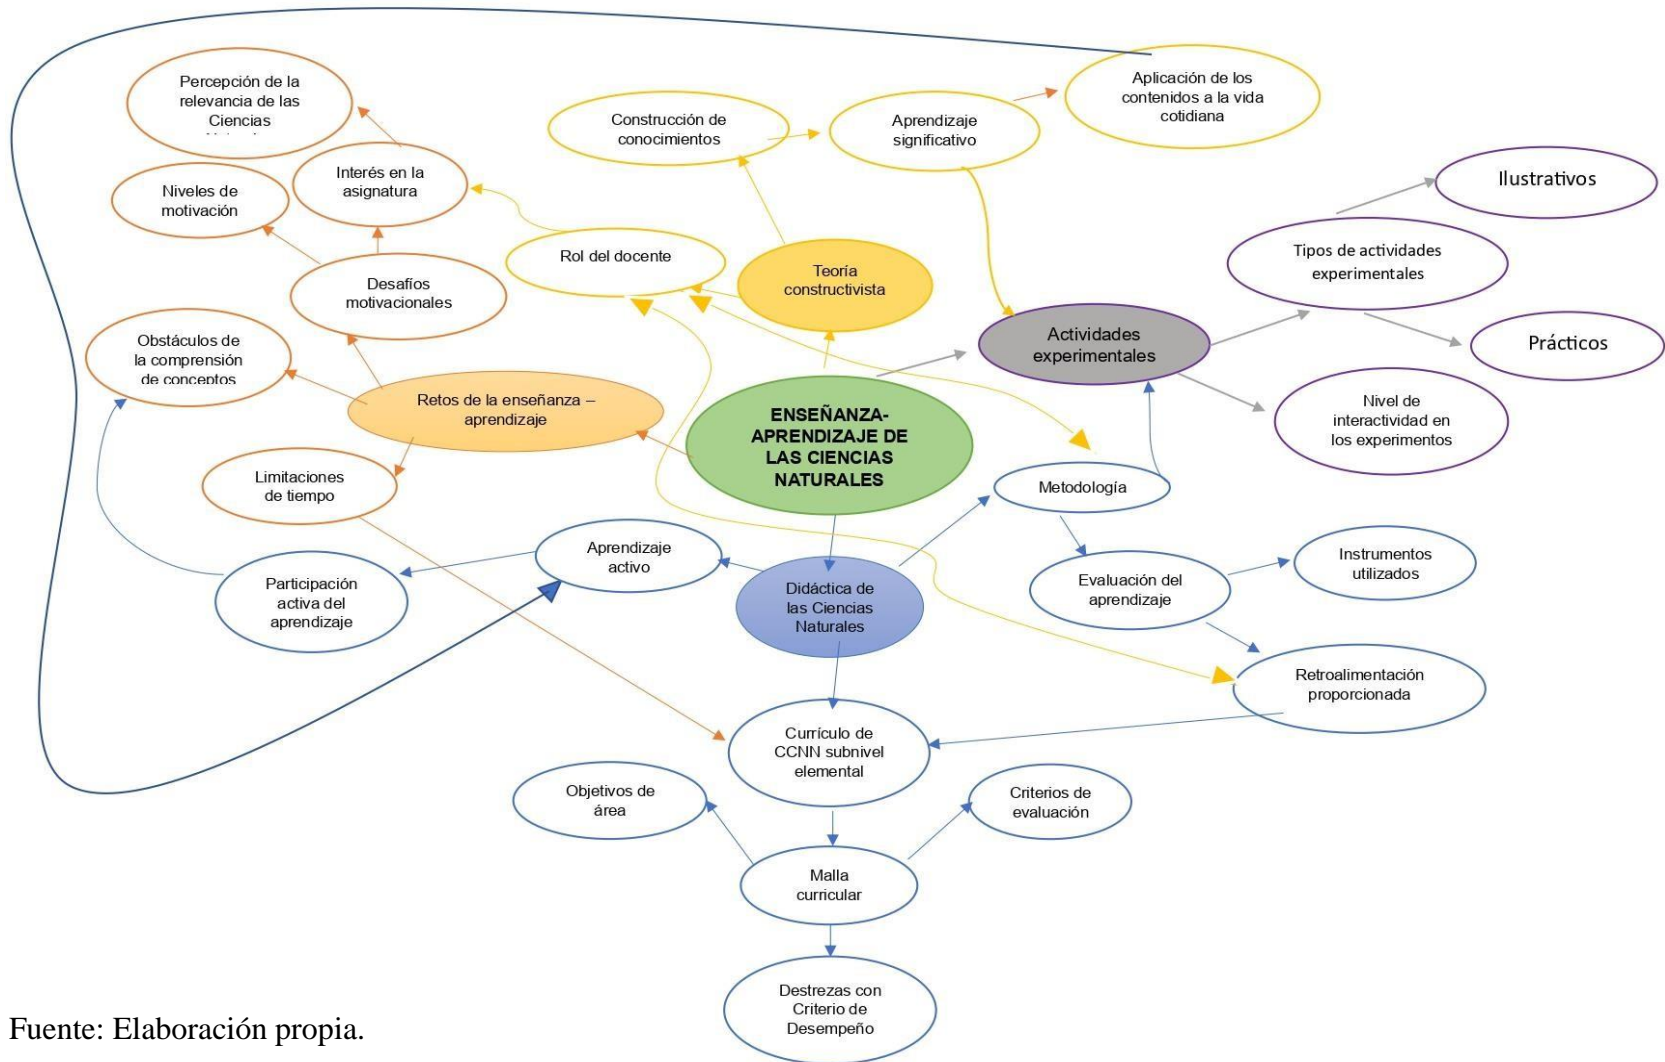 Percepción de la
relevancia de las
Ciencias
Construcción de
conocimientos
Aprendizaje
significativo
Aplicación de los
contenidos a la vida
cotidiana
Niveles de
motivación
Interés en la
asignatura
Ilustrativos
Rol del docente
Teoría
constructivista
Tipos de actividades
experimentales
Desafíos
motivacionales
Obstáculos de
la comprensión
de conceptos
Actividades
experimentales
Prácticos
Retos de la enseñanza –
aprendizaje
ENSEÑANZA-
APRENDIZAJE DE
LAS CIENCIAS
NATURALES
Nivel de
interactividad en
los experimentos
Limitaciones
de tiempo
Metodología
Aprendizaje
activo
Participación
activa del
aprendizaje
Didáctica de
las Ciencias
Naturales
Evaluación del
aprendizaje
Instrumentos
utilizados
Retroalimentación
proporcionada
Currículo de
CCNN subnivel
elemental
Objetivos de
área
Criterios de
evaluación
Malla
curricular
Destrezas con
Criterio de
Desempeño
Fuente: Elaboración propia.